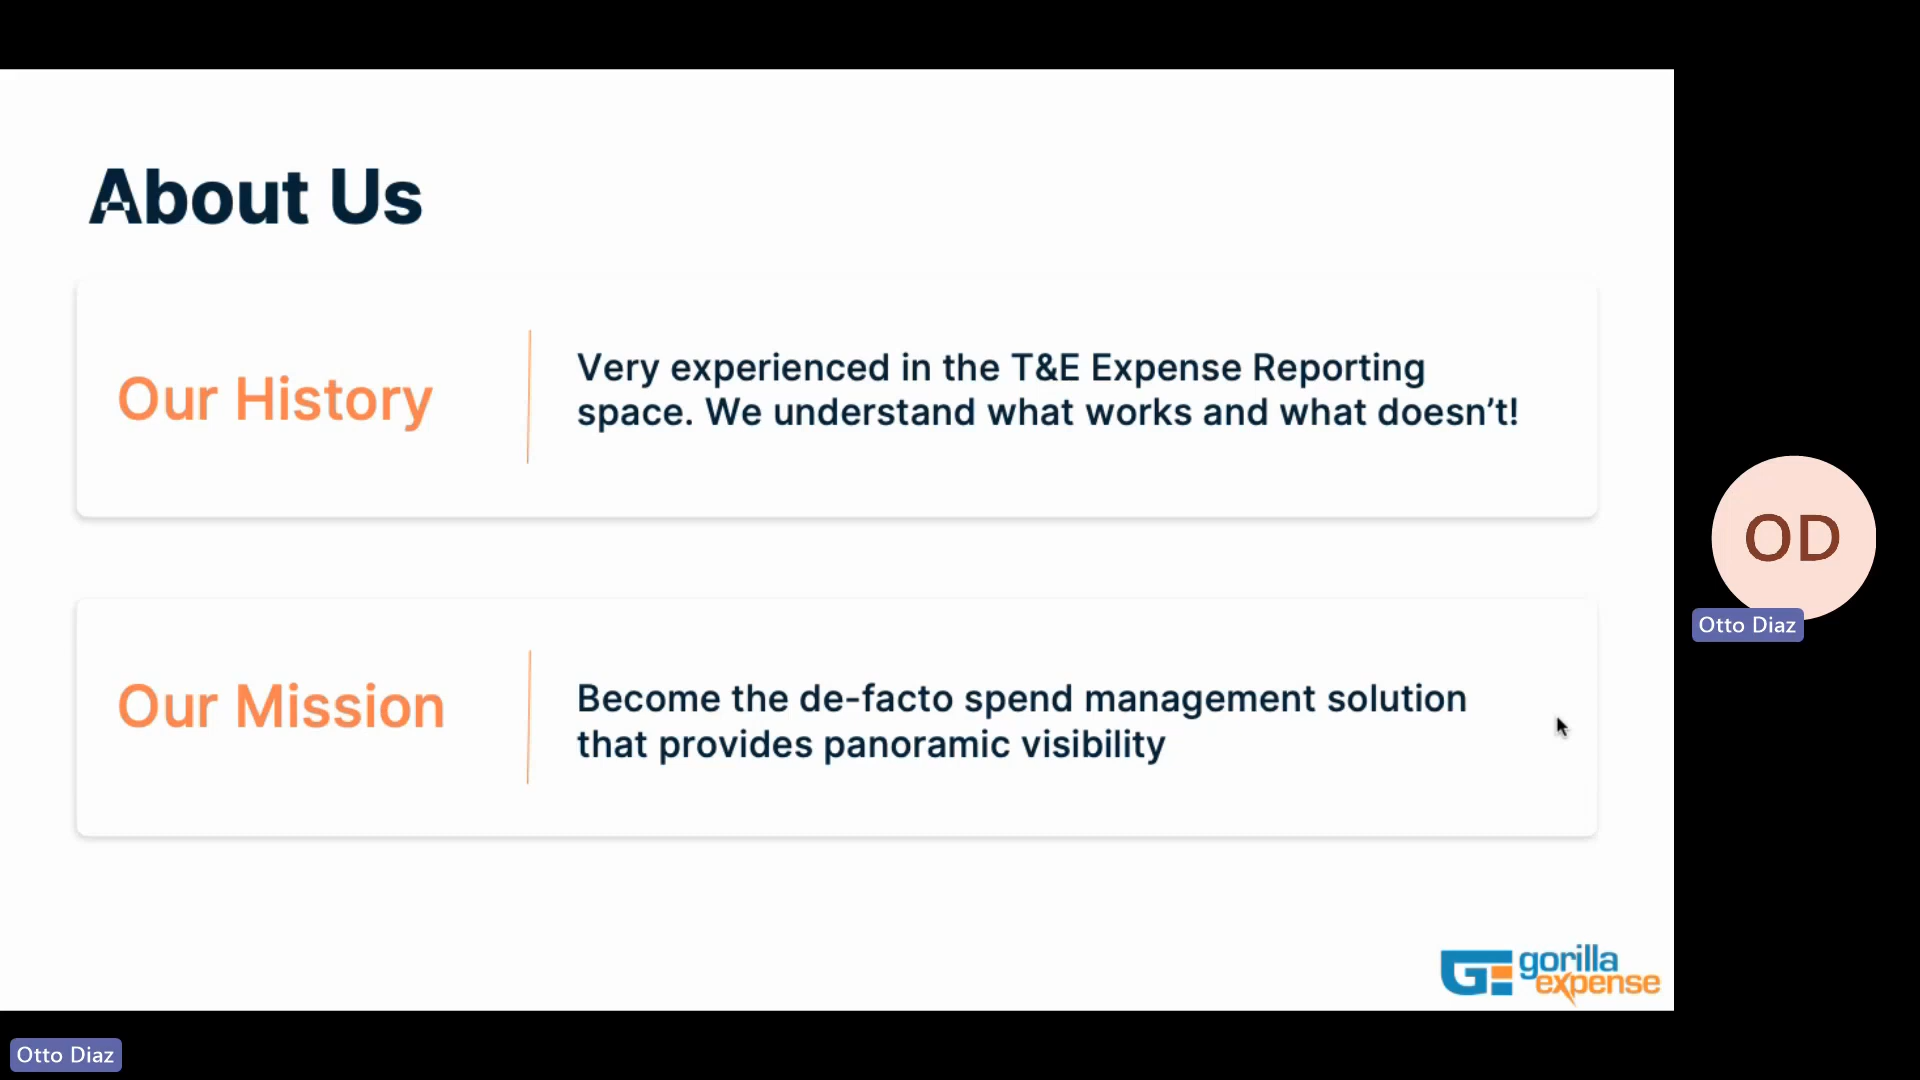 About Us
Our History
Very experienced in the T&E Expense Reporting
space. We understand what works and what doesn’t!
Our Mission
Become the de-facto spend management solution
that provides panoramic visibility
GE gorilla
expense
OD
Otto Diaz
Otto Diaz